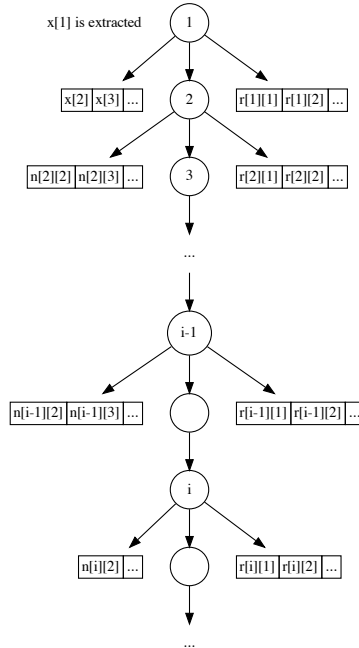 x[1] is extracted 1
x[2] x[3] ... 2 r[1][1] r[1][2] ...
n[2][2] n[2][3] ... 3 r[2][1] r[2][2] ...
...
i-1
n[i-1][2] n[i-1][3] ... r[i-1][1] r[i-1][2] ...
i
n[i][2] ... r[i][1] r[i][2] ...
...